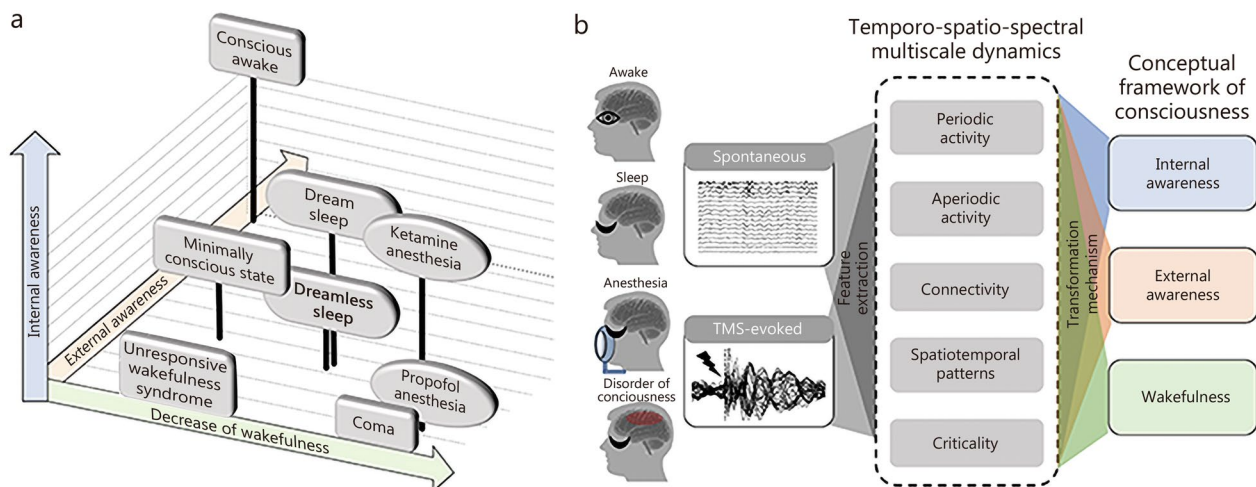 a
Conscious
awake
Internal awareness
External awareness
Dream
sleep
Ketamine
anesthesia
Minimally
conscious state
Dreamless
sleep
Unresponsive
wakefulness
syndrome
Propofol
anesthesia
Coma
Decrease of wakefulness
b
Awake
Sleep
Anesthesia
Disorder of
conciousness
Spontaneous
TMS-evoked
Feature
extraction
Temporo-spatio-spectral
multiscale dynamics
Periodic
activity
Aperiodic
activity
Connectivity
Spatiotemporal
patterns
Criticality
Transformation
mechanism
Conceptual
framework of
consciousness
Internal
awareness
External
awareness
Wakefulness